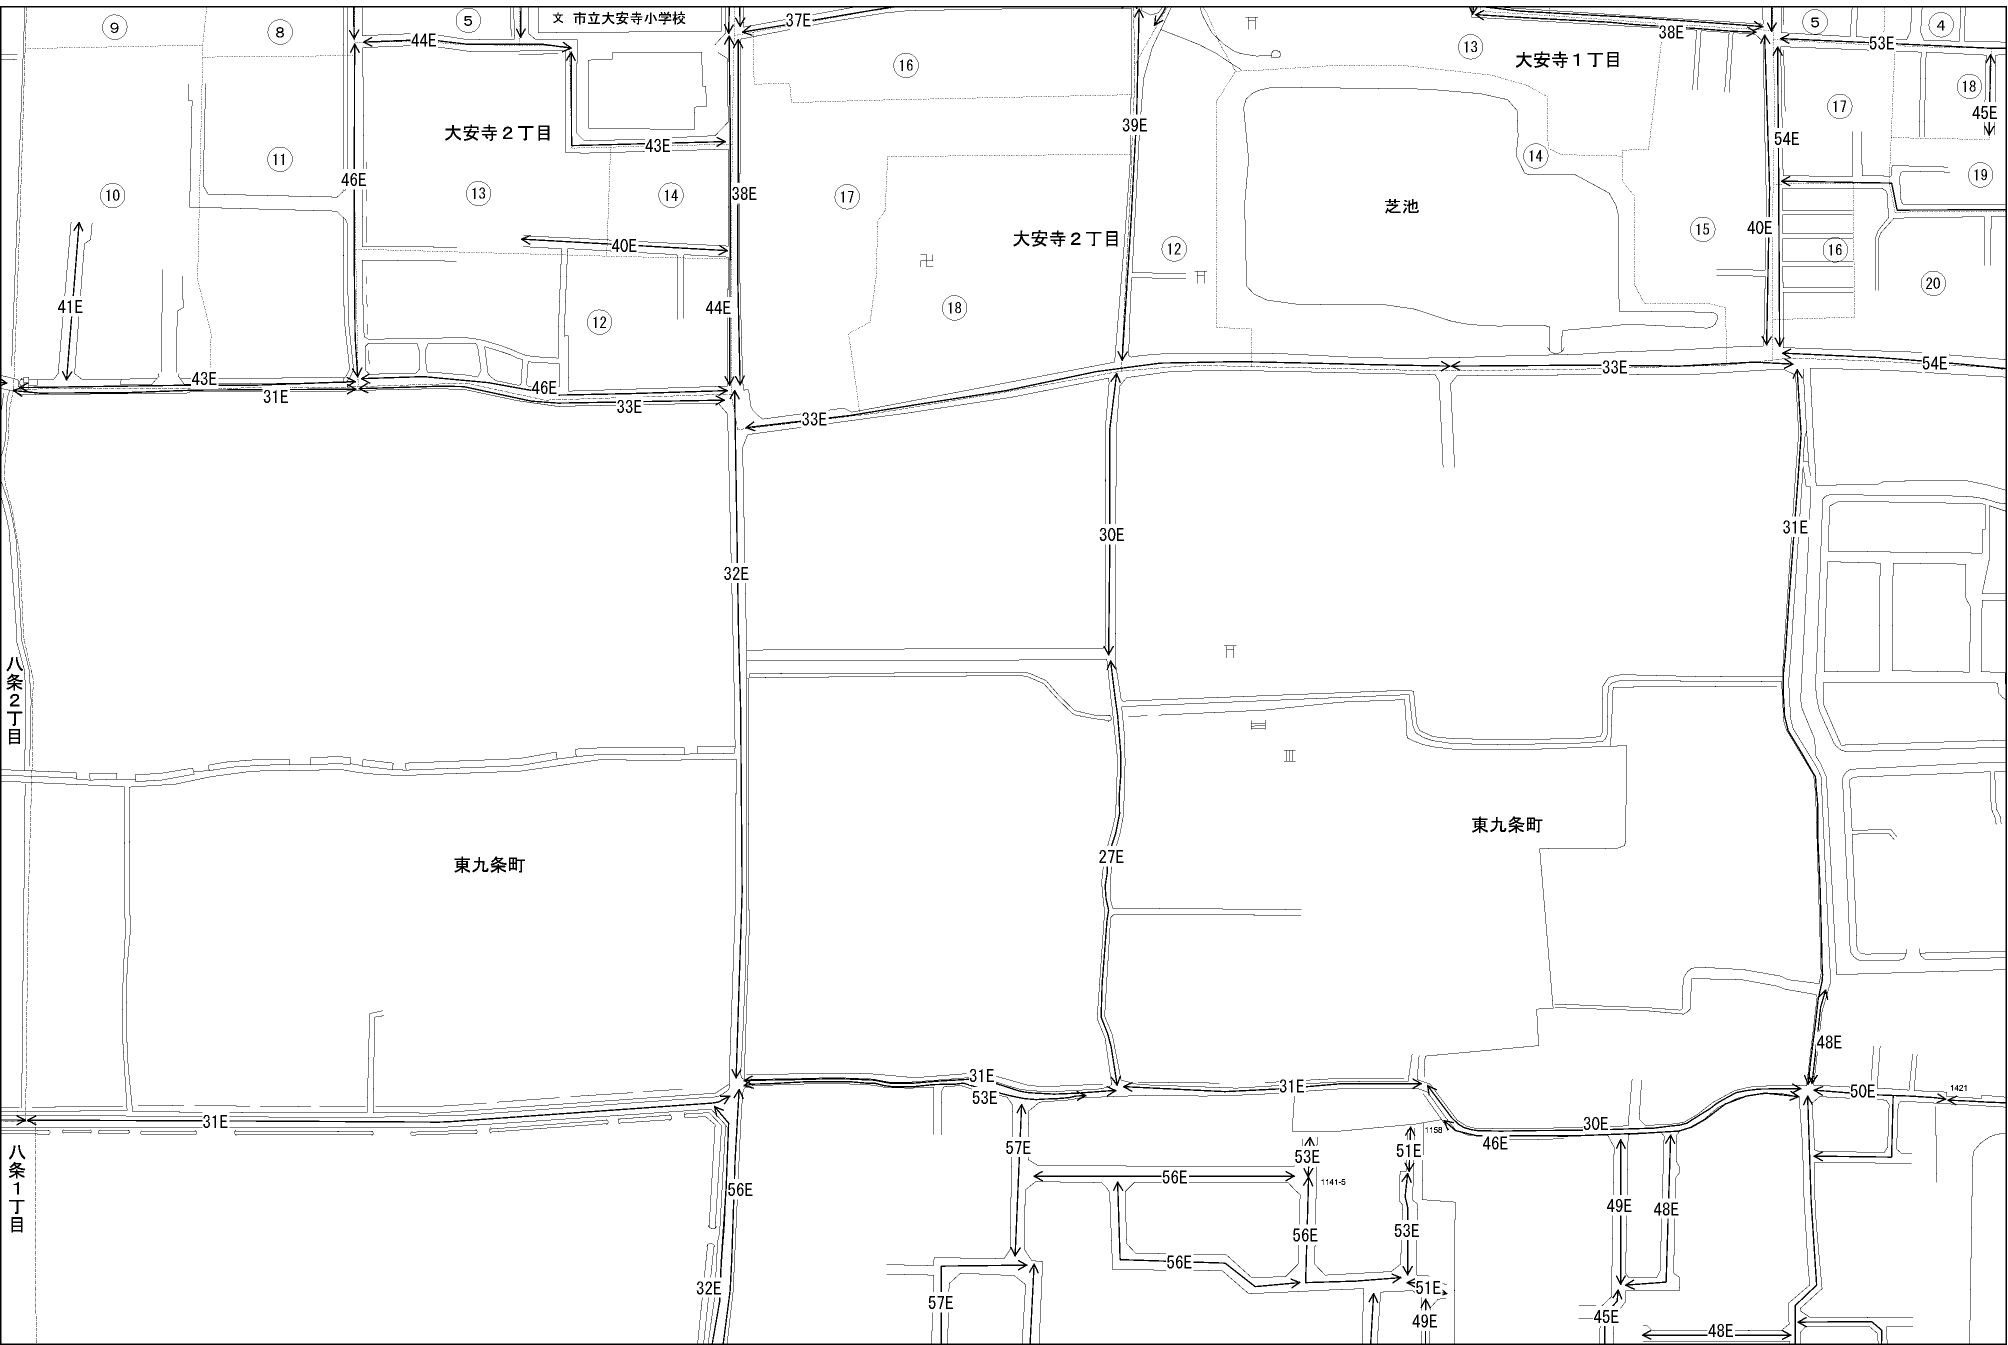 ⑨
⑧
⑤
文 市立大安寺小学校
37E
⑬
38E
大安寺1丁目
⑤
④
53E
44E
⑯
⑱
⑰
45E
大安寺2丁目
43E
39E
54E
⑪
⑭
⑲
46E
⑩
⑬
⑭
38E
⑰
芝池
⑮
40E
大安寺2丁目
40E
⑫
⑯
卍
⑳
41E
44E
⑱
⑫
43E
46E
33E
54E
31E
33E
33E
31E
30E
32E
八条2丁目
東九条町
27E
東九条町
48E
31E
31E
53E
50E
1421
31E
30E
1158
46E
八条1丁目
57E
53E
51E
56E
1141-5
56E
49E
48E
56E
53E
56E
32E
51E
57E
49E
45E
48E